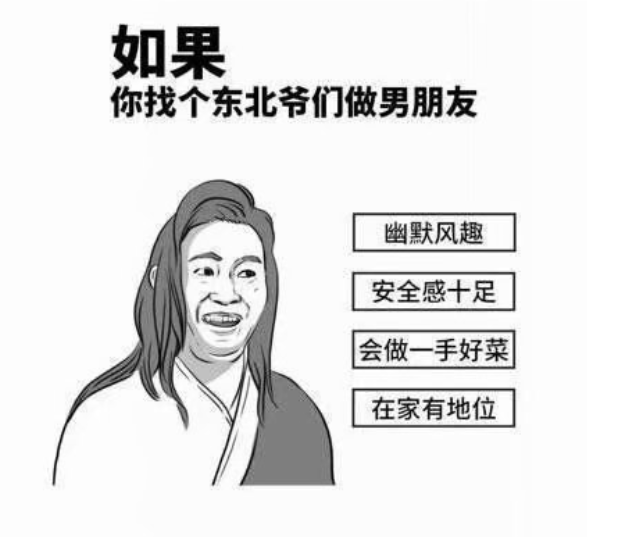 如果
你找个东北爷们做男朋友
幽默风趣
安全感十足
会做一手好菜
在家有地位